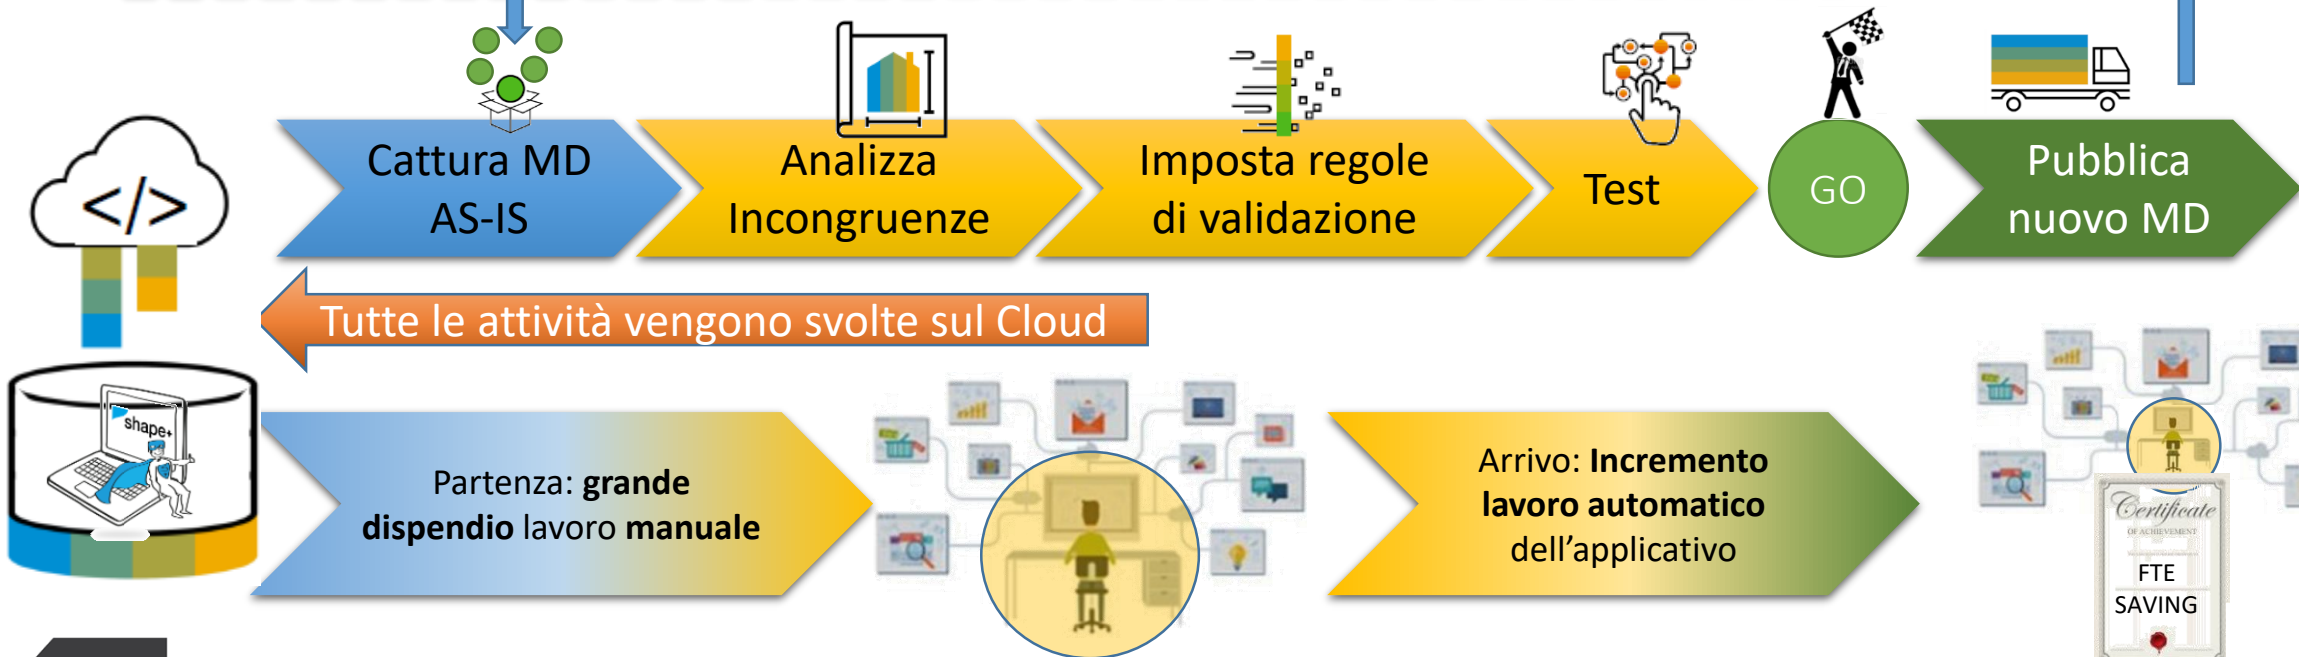 Cattura MD
AS-IS
Analizza
Incongruenze
Imposta regole
di validazione
Test
GO
Pubblica
nuovo MD
</>
Tutte le attività vengono svolte sul Cloud
shape+
Partenza: grande
dispendio lavoro manuale
Arrivo: Incremento
lavoro automatico
dell'applicativo
Certificate
OF ACHIEVEMENT
FTE
SAVING